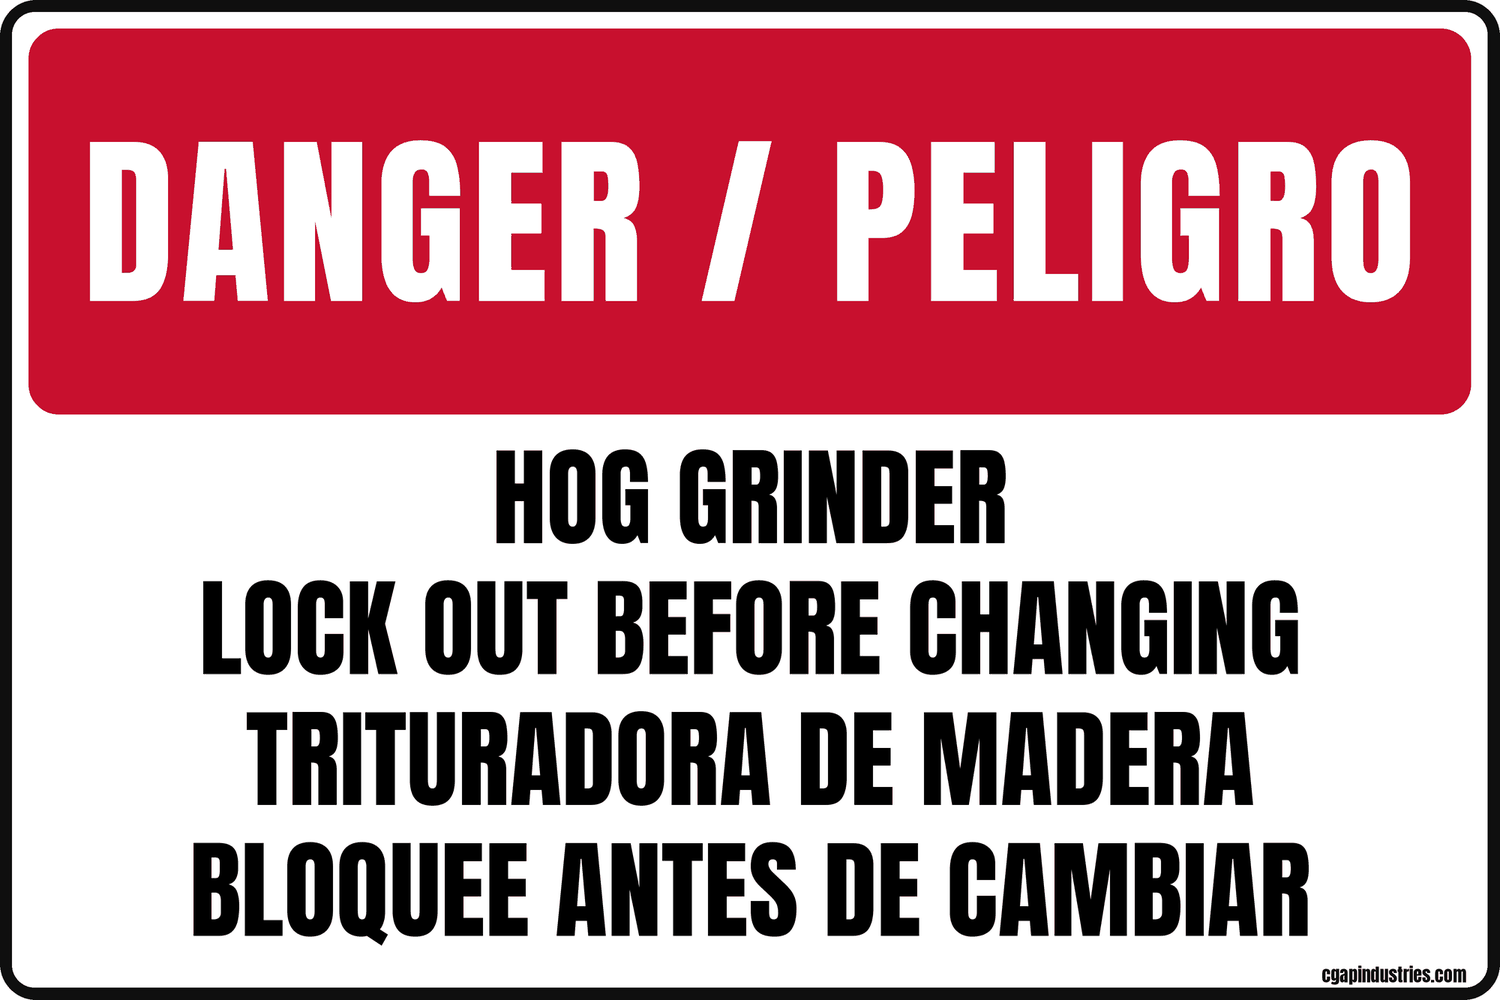 DANGER / PELIGRO
HOG GRINDER
LOCK OUT BEFORE CHANGING
TRITURADORA DE MADERA
BLOQUEE ANTES DE CAMBIAR
cgapindustries.com